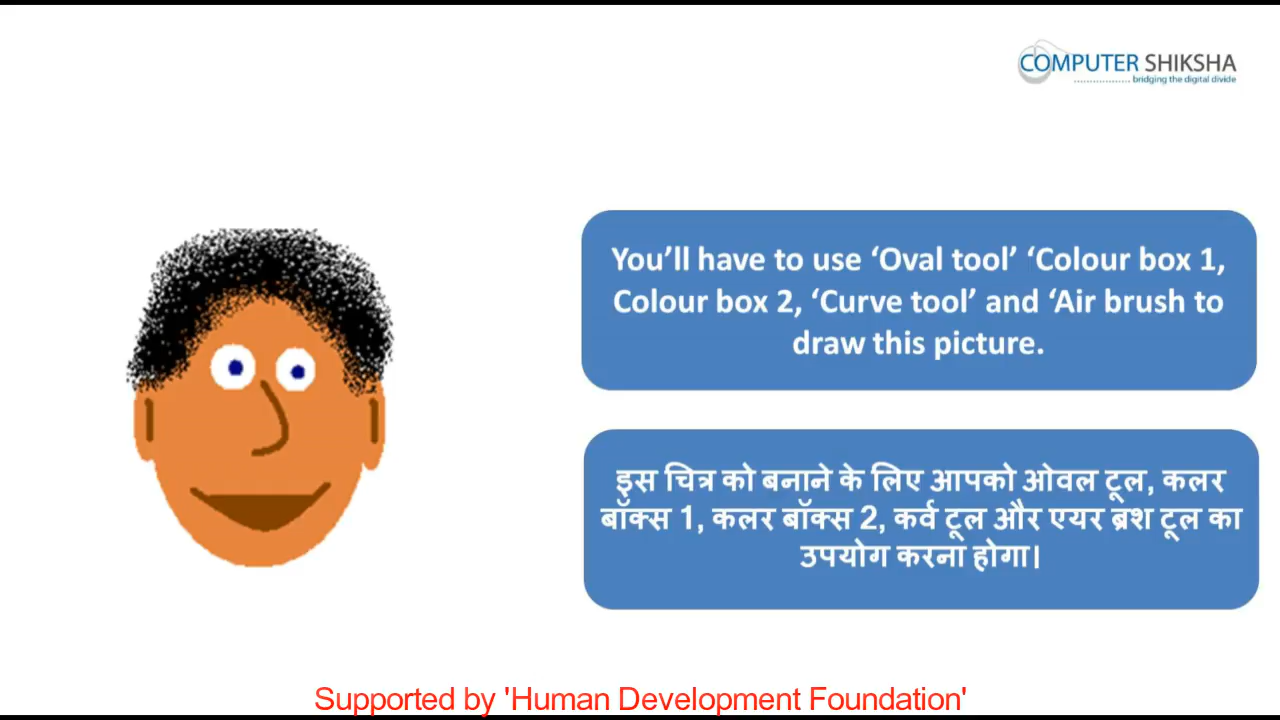 COMPUTER SHIKSHA
bridging the digital divide
You'll have to use ‘Oval tool’ ‘Colour box 1,
Colour box 2, ‘Curve tool’ and ‘Air brush to
draw this picture.
इस चित्र को बनाने के लिए आपको ओवल टूल, कलर
बॉक्स 1, कलर बॉक्स 2, कर्व टूल और एयर ब्रश टूल का
उपयोग करना होगा।
Supported by 'Human Development Foundation'